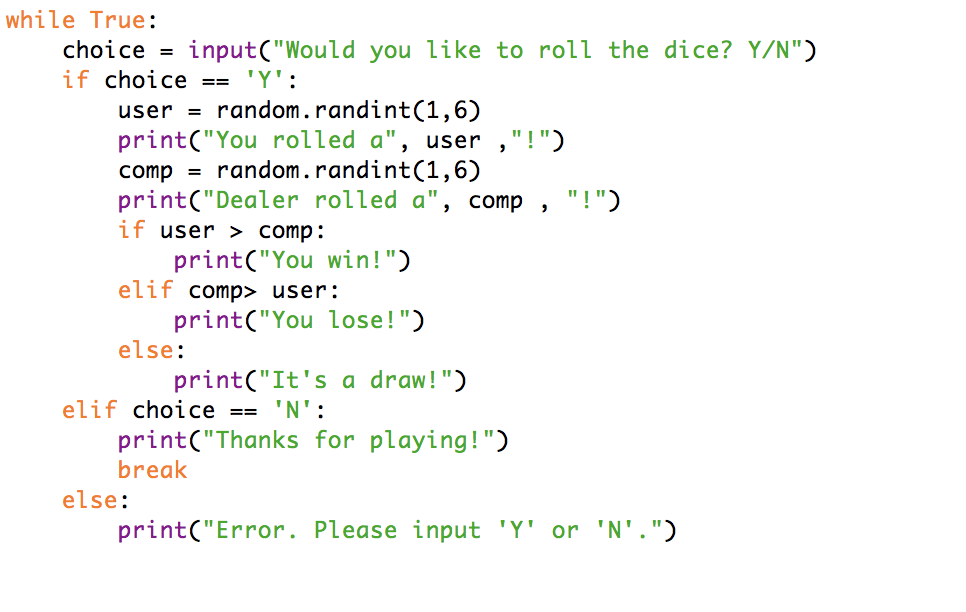 while True:
    choice = input("Would you like to roll the dice? Y/N")
    if choice == 'Y':
        user = random.randint(1,6)
        print("You rolled a", user ,"!")
        comp = random.randint(1,6)
        print("Dealer rolled a", comp , "!")
        if user > comp:
            print("You win!")
        elif comp> user:
            print("You lose!")
        else:
            print("It's a draw!")
    elif choice == 'N':
        print("Thanks for playing!")
        break
    else:
        print("Error. Please input 'Y' or 'N'.")